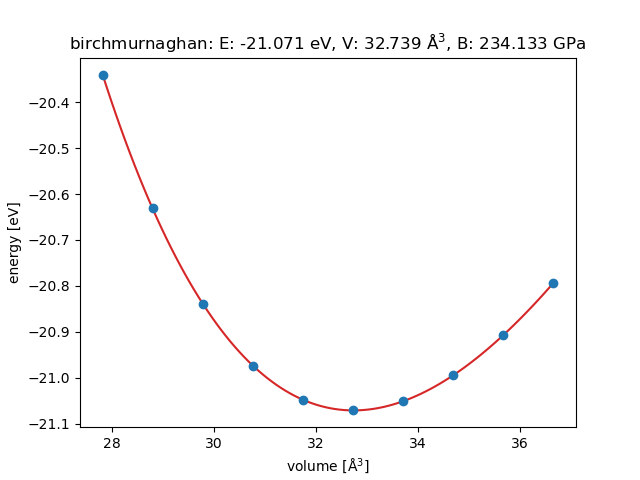 birchmurnaghan: E: -21.071 eV, V: 32.739 Å³, B: 234.133 GPa
−20.4
−20.5
−20.6
−20.7
−20.8
−20.9
−21.0
−21.1
energy [eV]
28 30 32 34 36
volume [Å³]